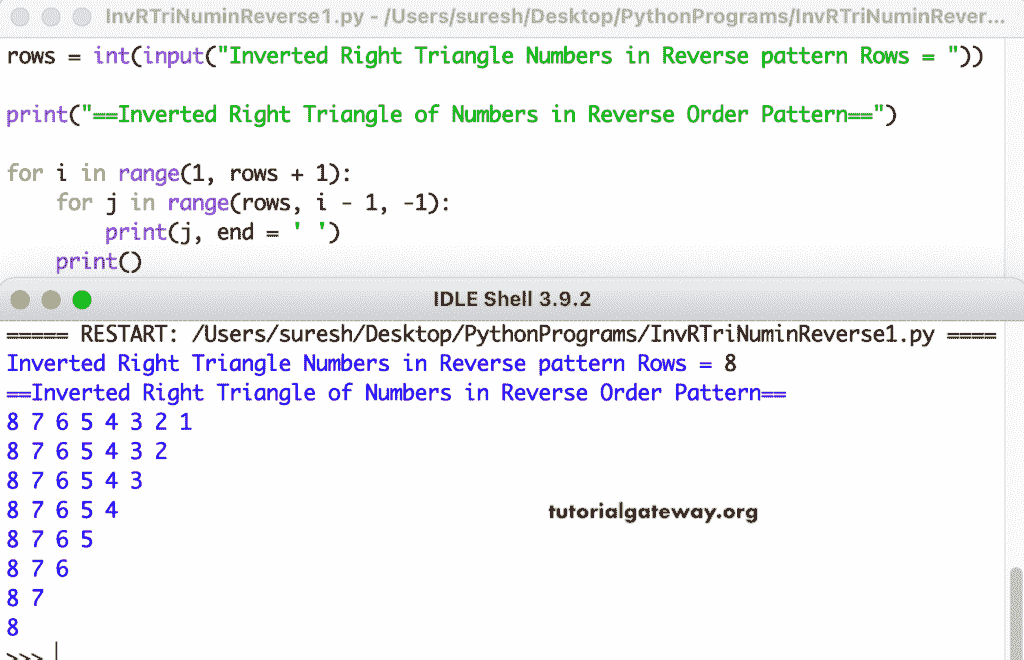 InvRTriNuminReverse1.py - /Users/suresh/Desktop/PythonPrograms/InvRTriNuminRever...
rows = int(input("Inverted Right Triangle Numbers in Reverse pattern Rows = "))
print("==Inverted Right Triangle of Numbers in Reverse Order Pattern==")
for i in range(1, rows + 1):
    for j in range(rows, i - 1, -1):
        print(j, end = ' ')
    print()
IDLE Shell 3.9.2
===== RESTART: /Users/suresh/Desktop/PythonPrograms/InvRTriNuminReverse1.py ====
Inverted Right Triangle Numbers in Reverse pattern Rows = 8
==Inverted Right Triangle of Numbers in Reverse Order Pattern==
8 7 6 5 4 3 2 1
8 7 6 5 4 3 2
8 7 6 5 4 3
8 7 6 5 4
tutorialgateway.org
8 7 6 5
8 7 6
8 7
8
>>>